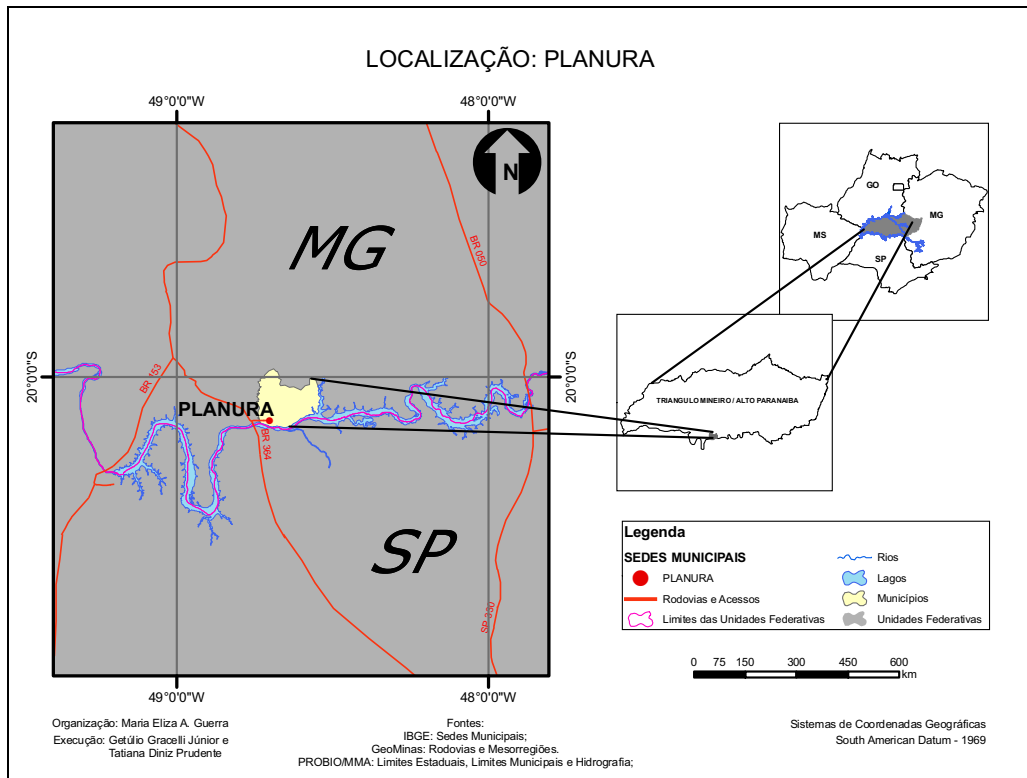 LOCALIZAÇÃO: PLANURA
49°0'0"W
48°0'0"W
N
MG
BR 050
20°0'0"S
20°0'0"S
BR 153
PLANURA
BR 364
SP
SP 330
49°0'0"W
48°0'0"W
GO
MG
MS
SP
TRIANGULO MINEIRO / ALTO PARANAIBA
Legenda
SEDES MUNICIPAIS
PLANURA
Rodovias e Acessos
Limites das Unidades Federativas
Rios
Lagos
Municípios
Unidades Federativas
0 75 150 300 450 600
km
Organização: Maria Eliza A. Guerra
Execução: Getúlio Gracelli Júnior e
Tatiana Diniz Prudente
Fontes:
IBGE: Sedes Municipais;
GeoMinas: Rodovias e Mesorregiões.
PROBIO/MMA: Limites Estaduais, Limites Municipais e Hidrografia;
Sistemas de Coordenadas Geográficas
South American Datum - 1969